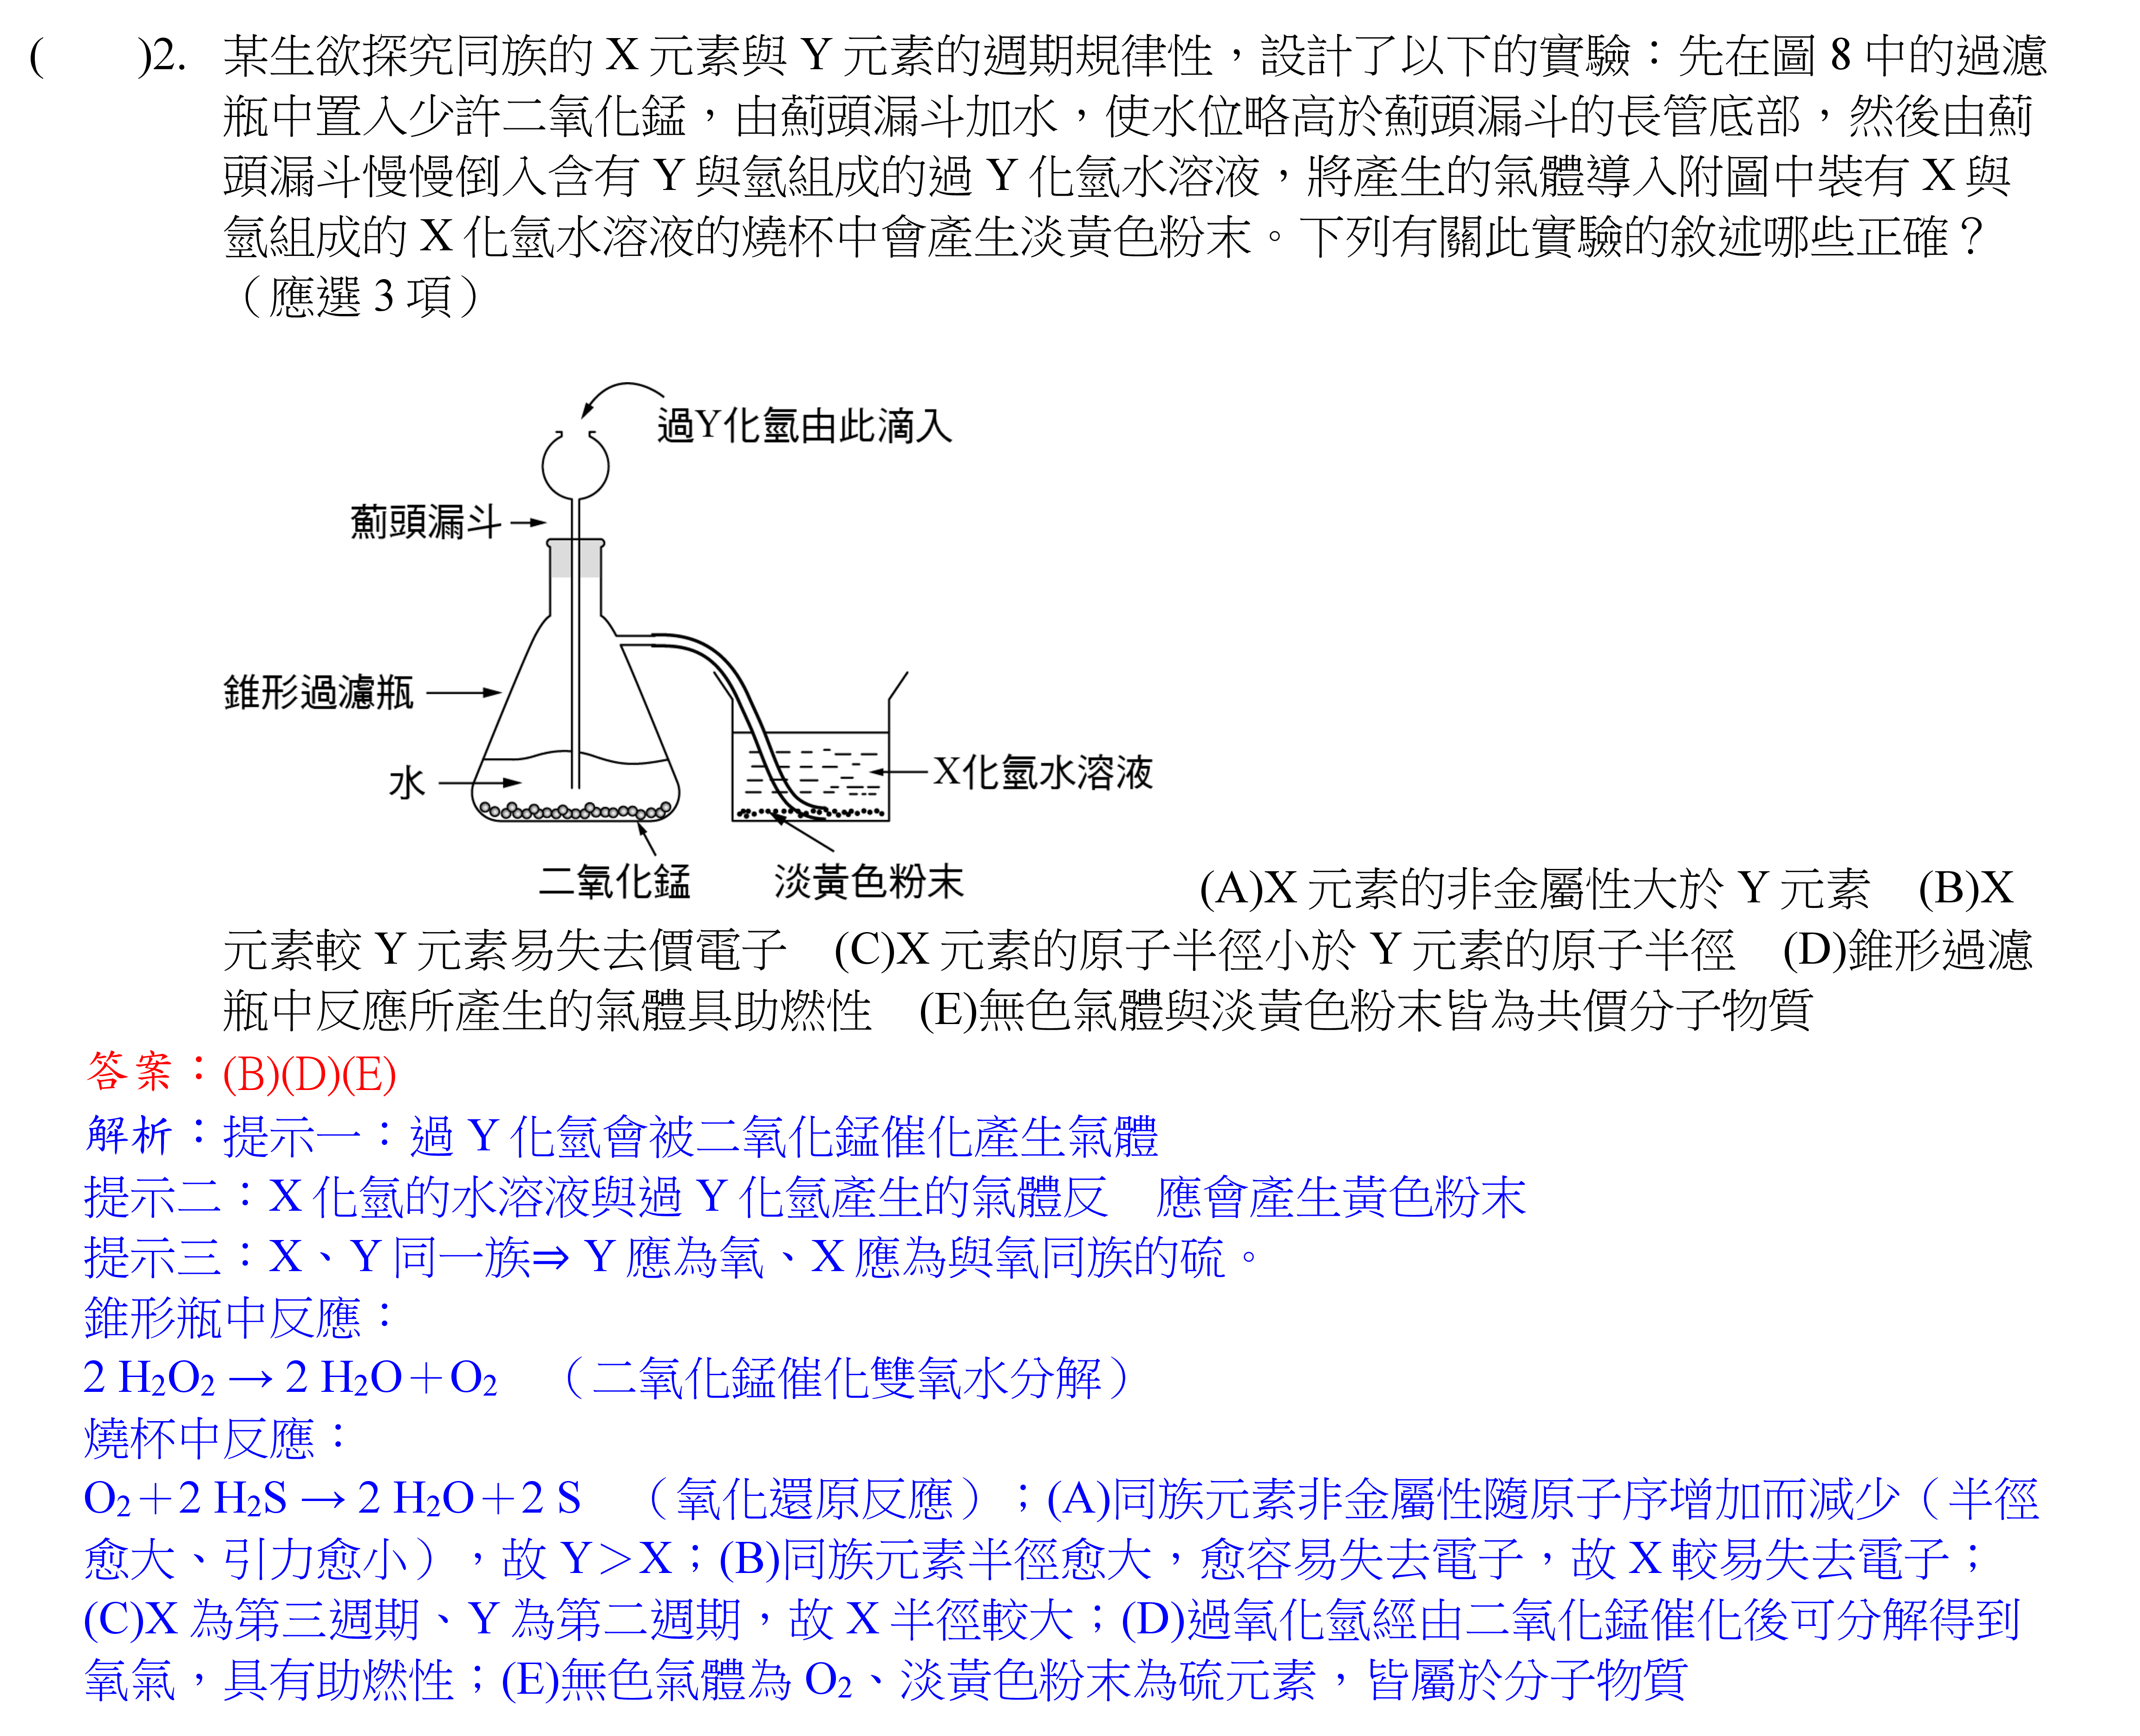 (　　)2. 某生欲探究同族的 X 元素與 Y 元素的週期規律性，設計了以下的實驗：先在圖 8 中的過濾
瓶中置入少許二氧化錳，由薊頭漏斗加水，使水位略高於薊頭漏斗的長管底部，然後由薊
頭漏斗慢慢倒入含有 Y 與氫組成的過 Y 化氫水溶液，將產生的氣體導入附圖中裝有 X 與
氫組成的 X 化氫水溶液的燒杯中會產生淡黃色粉末。下列有關此實驗的敘述哪些正確？
（應選 3 項）
過Y化氫由此滴入
薊頭漏斗
錐形過濾瓶
水
X化氫水溶液
二氧化錳
淡黃色粉末
(A)X 元素的非金屬性大於 Y 元素　(B)X
元素較 Y 元素易失去價電子　(C)X 元素的原子半徑小於 Y 元素的原子半徑　(D)錐形過濾
瓶中反應所產生的氣體具助燃性　(E)無色氣體與淡黃色粉末皆為共價分子物質
答案：(B)(D)(E)
解析：提示一：過 Y 化氫會被二氧化錳催化產生氣體
提示二：X 化氫的水溶液與過 Y 化氫產生的氣體反　應會產生黃色粉末
提示三：X、Y 同一族⇒ Y 應為氧、X 應為與氧同族的硫。
錐形瓶中反應：
2 H₂O₂ → 2 H₂O＋O₂　（二氧化錳催化雙氧水分解）
燒杯中反應：
O₂＋2 H₂S → 2 H₂O＋2 S　（氧化還原反應）；(A)同族元素非金屬性隨原子序增加而減少（半徑
愈大、引力愈小），故 Y＞X；(B)同族元素半徑愈大，愈容易失去電子，故 X 較易失去電子；
(C)X 為第三週期、Y 為第二週期，故 X 半徑較大；(D)過氧化氫經由二氧化錳催化後可分解得到
氧氣，具有助燃性；(E)無色氣體為 O₂、淡黃色粉末為硫元素，皆屬於分子物質